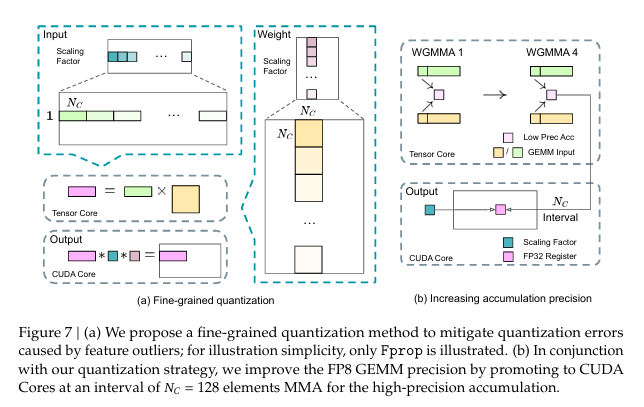 Input
Scaling
Factor
...
N_C
1
...
Weight
Scaling
Factor
...
N_C
N_C
...
= ×
Tensor Core
Output
* * =
CUDA Core
(a) Fine-grained quantization
WGMMA 1
WGMMA 4
Low Prec Acc
/ GEMM Input
Tensor Core
Output
N_C
Interval
Scaling Factor
FP32 Register
CUDA Core
(b) Increasing accumulation precision
Figure 7 | (a) We propose a fine-grained quantization method to mitigate quantization errors
caused by feature outliers; for illustration simplicity, only Fprop is illustrated. (b) In conjunction
with our quantization strategy, we improve the FP8 GEMM precision by promoting to CUDA
Cores at an interval of N_C = 128 elements MMA for the high-precision accumulation.